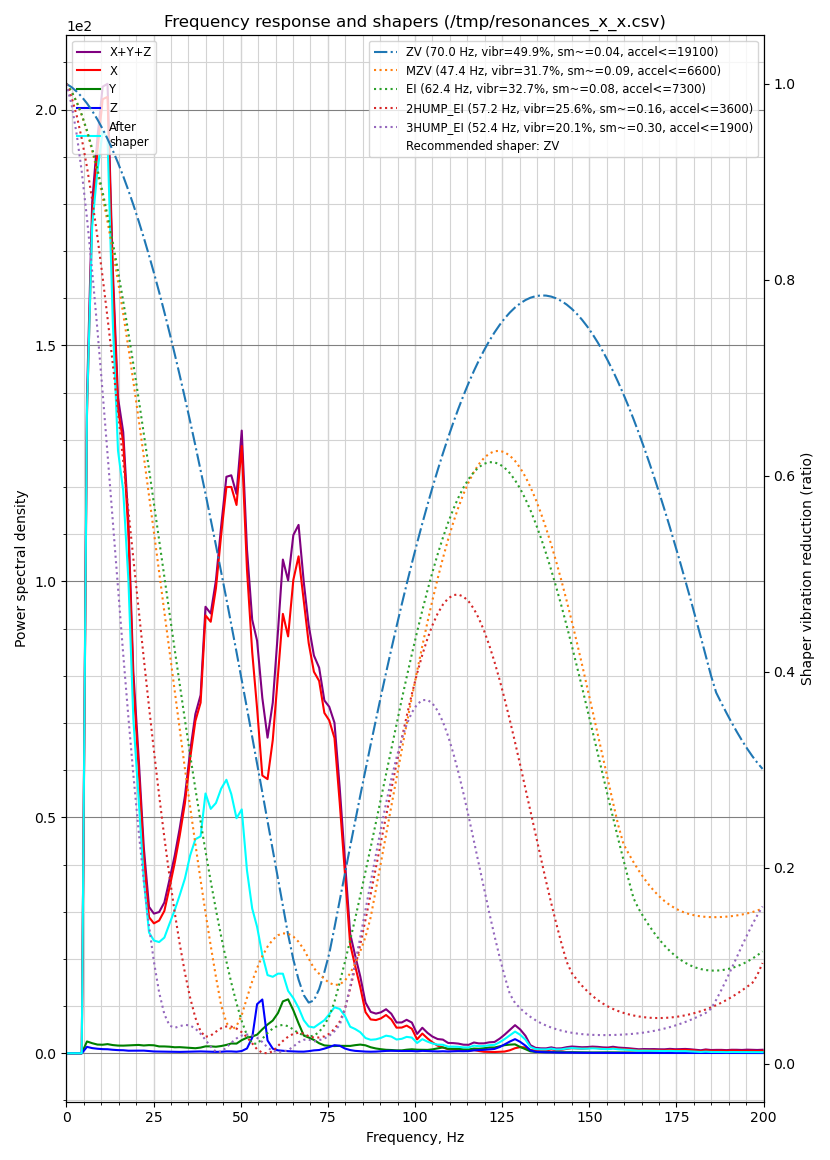 Frequency response and shapers (/tmp/resonances_x_x.csv)
1e2
X+Y+Z
X
Y
Z
After
shaper
ZV (70.0 Hz, vibr=49.9%, sm~=0.04, accel<=19100)
MZV (47.4 Hz, vibr=31.7%, sm~=0.09, accel<=6600)
EI (62.4 Hz, vibr=32.7%, sm~=0.08, accel<=7300)
2HUMP_EI (57.2 Hz, vibr=25.6%, sm~=0.16, accel<=3600)
3HUMP_EI (52.4 Hz, vibr=20.1%, sm~=0.30, accel<=1900)
Recommended shaper: ZV
Power spectral density
2.0
1.5
1.0
0.5
0.0
1.0
0.8
0.6
0.4
0.2
0.0
Shaper vibration reduction (ratio)
0 25 50 75 100 125 150 175 200
Frequency, Hz